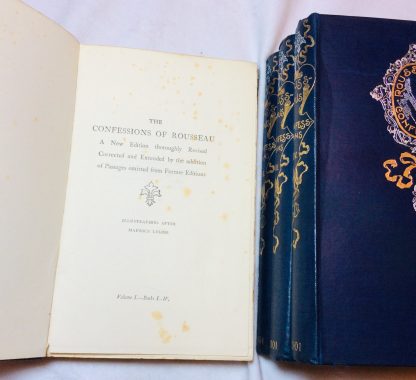 THE
CONFESSIONS OF ROUSSEAU
A New Edition thoroughly Revised
Corrected and Extended by the addition
of Passages omitted from Former Editions
ILLUSTRATIONS AFTER
MAURICE LELOIR
Volume I.—Books I-IV.